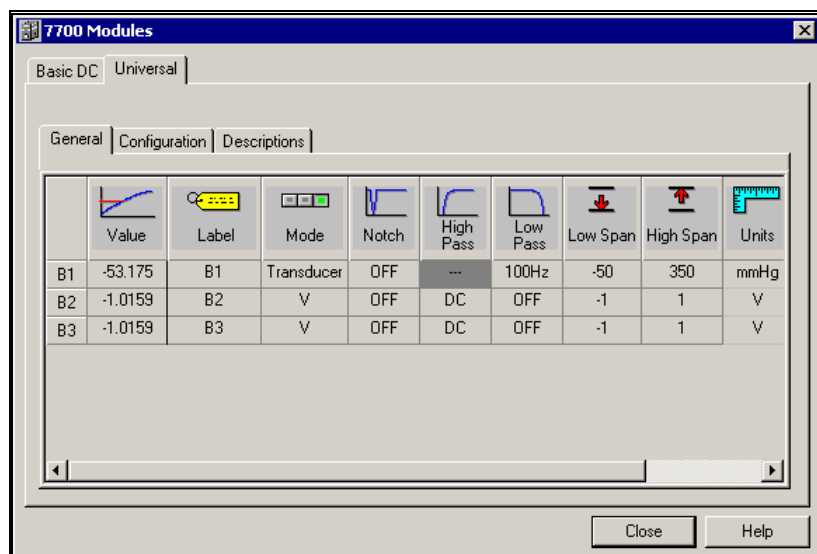 7700 Modules
Basic DC Universal
General Configuration Descriptions
Value Label Mode Notch High Pass Low Pass Low Span High Span Units
B1 -53.175 B1 Transducer OFF --- 100Hz -50 350 mmHg
B2 -1.0159 B2 V OFF DC OFF -1 1 V
B3 -1.0159 B3 V OFF DC OFF -1 1 V
Close Help